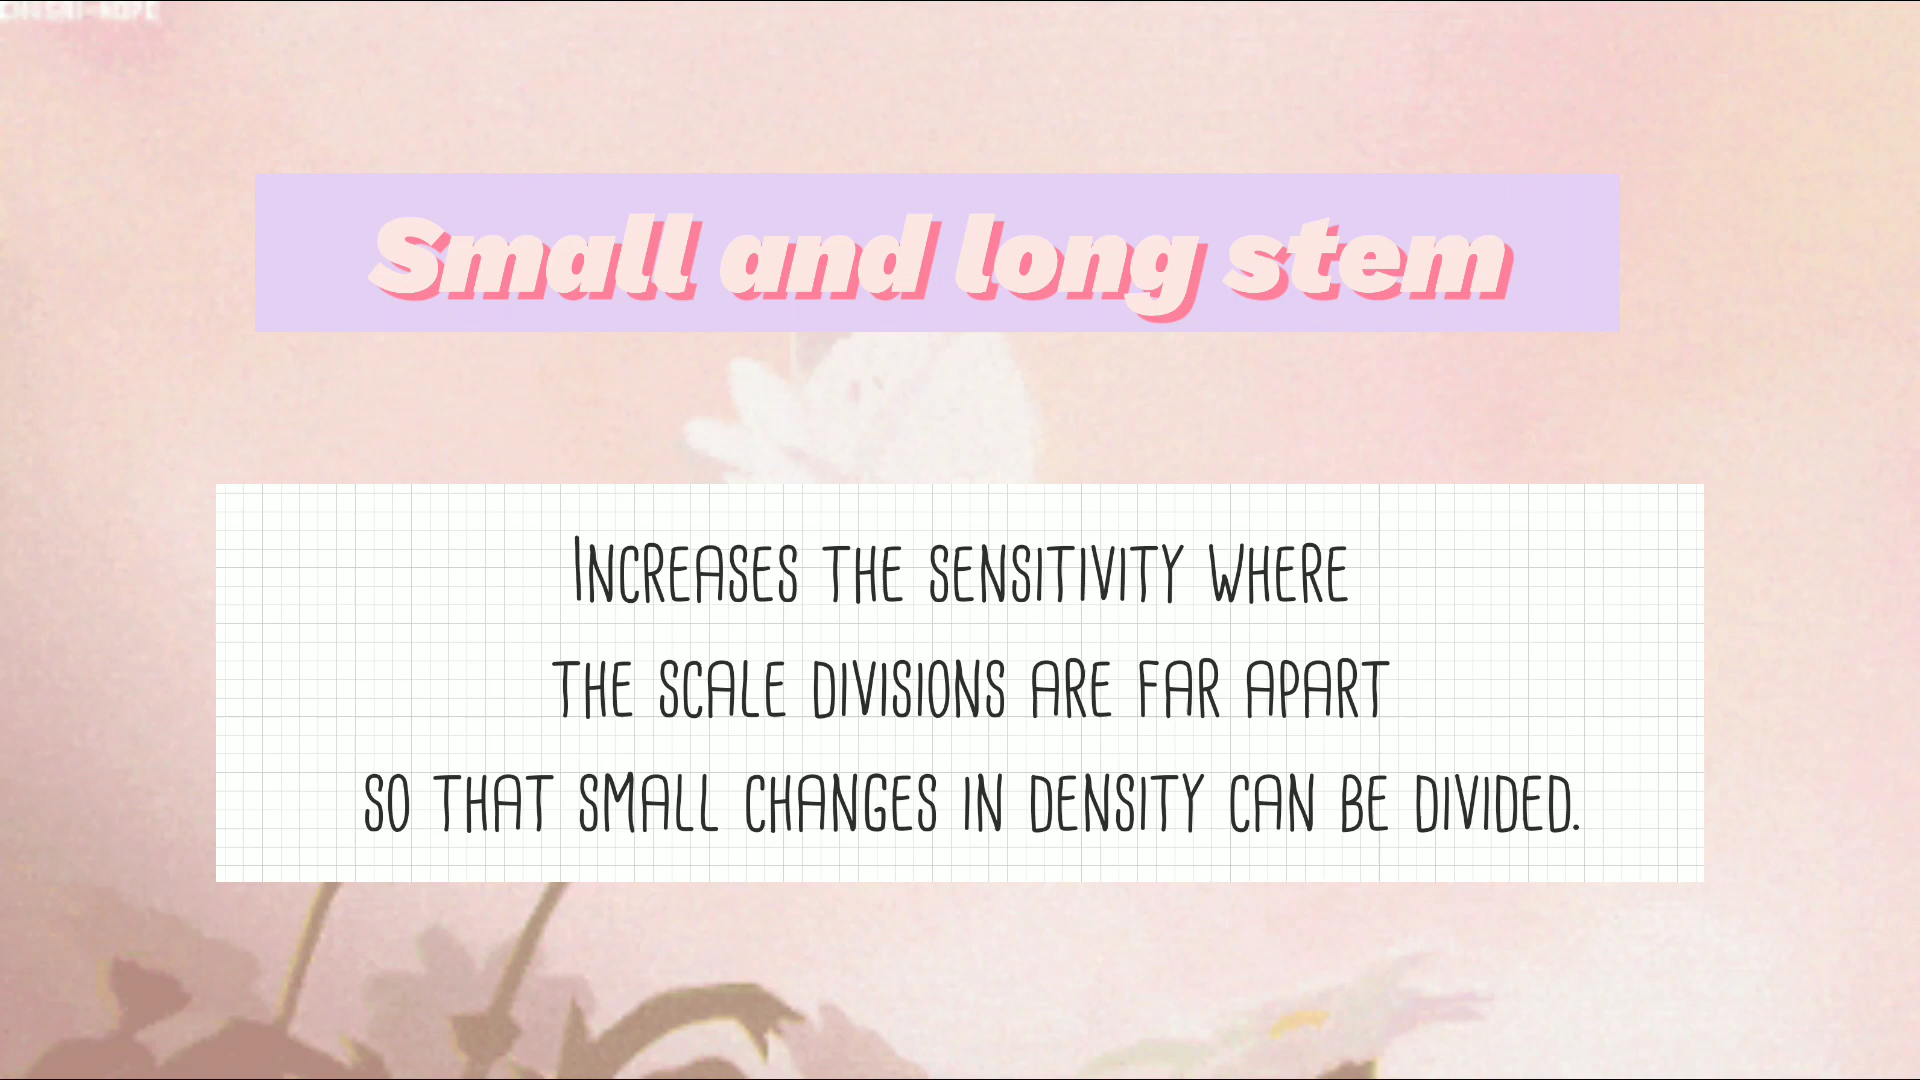 Small and long stem
INCREASES THE SENSITIVITY WHERE
THE SCALE DIVISIONS ARE FAR APART
SO THAT SMALL CHANGES IN DENSITY CAN BE DIVIDED.